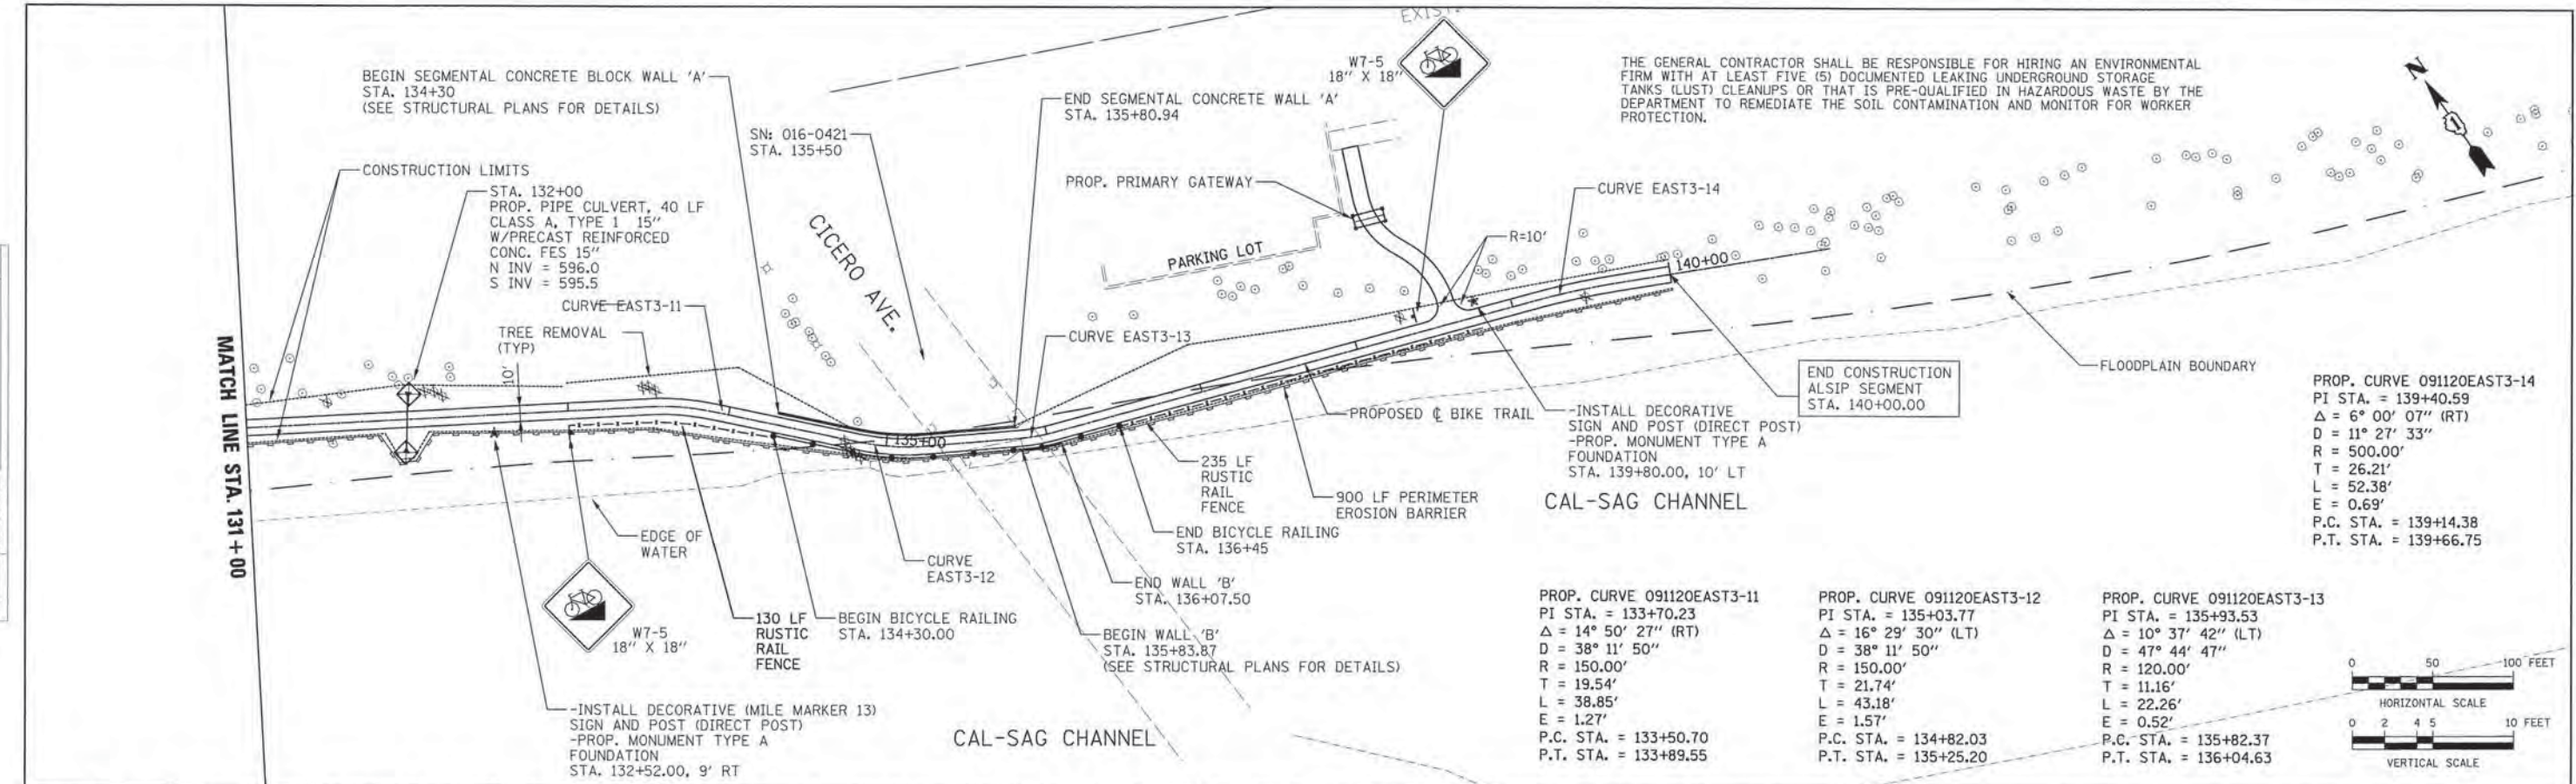 EXIST.
W7-5
18" X 18"
THE GENERAL CONTRACTOR SHALL BE RESPONSIBLE FOR HIRING AN ENVIRONMENTAL
FIRM WITH AT LEAST FIVE (5) DOCUMENTED LEAKING UNDERGROUND STORAGE
TANKS (LUST) CLEANUPS OR THAT IS PRE-QUALIFIED IN HAZARDOUS WASTE BY THE
DEPARTMENT TO REMEDIATE THE SOIL CONTAMINATION AND MONITOR FOR WORKER
PROTECTION.
N
BEGIN SEGMENTAL CONCRETE BLOCK WALL 'A'
STA. 134+30
(SEE STRUCTURAL PLANS FOR DETAILS)
END SEGMENTAL CONCRETE WALL 'A'
STA. 135+80.94
SN: 016-0421
STA. 135+50
CONSTRUCTION LIMITS
STA. 132+00
PROP. PIPE CULVERT, 40 LF
CLASS A, TYPE 1 15"
W/PRECAST REINFORCED
CONC. FES 15"
N INV = 596.0
S INV = 595.5
PROP. PRIMARY GATEWAY
CURVE EAST3-14
CICERO AVE.
PARKING LOT
R=10'
140+00
CURVE EAST3-11
TREE REMOVAL
(TYP)
10'
CURVE EAST3-13
MATCH LINE STA. 131+00
135+00
FLOODPLAIN BOUNDARY
END CONSTRUCTION
ALSIP SEGMENT
STA. 140+00.00
PROPOSED ℄ BIKE TRAIL
-INSTALL DECORATIVE
SIGN AND POST (DIRECT POST)
-PROP. MONUMENT TYPE A
FOUNDATION
STA. 139+80.00, 10' LT
235 LF
RUSTIC
RAIL
FENCE
900 LF PERIMETER
EROSION BARRIER
CAL-SAG CHANNEL
PROP. CURVE 091120EAST3-14
PI STA. = 139+40.59
Δ = 6° 00' 07" (RT)
D = 11° 27' 33"
R = 500.00'
T = 26.21'
L = 52.38'
E = 0.69'
P.C. STA. = 139+14.38
P.T. STA. = 139+66.75
EDGE OF
WATER
END BICYCLE RAILING
STA. 136+45
CURVE
EAST3-12
END WALL 'B'
STA. 136+07.50
W7-5
18" X 18"
130 LF
RUSTIC
RAIL
FENCE
BEGIN BICYCLE RAILING
STA. 134+30.00
BEGIN WALL 'B'
STA. 135+83.87
(SEE STRUCTURAL PLANS FOR DETAILS)
-INSTALL DECORATIVE (MILE MARKER 13)
SIGN AND POST (DIRECT POST)
-PROP. MONUMENT TYPE A
FOUNDATION
STA. 132+52.00, 9' RT
CAL-SAG CHANNEL
PROP. CURVE 091120EAST3-11
PI STA. = 133+70.23
Δ = 14° 50' 27" (RT)
D = 38° 11' 50"
R = 150.00'
T = 19.54'
L = 38.85'
E = 1.27'
P.C. STA. = 133+50.70
P.T. STA. = 133+89.55
PROP. CURVE 091120EAST3-12
PI STA. = 135+03.77
Δ = 16° 29' 30" (LT)
D = 38° 11' 50"
R = 150.00'
T = 21.74'
L = 43.18'
E = 1.57'
P.C. STA. = 134+82.03
P.T. STA. = 135+25.20
PROP. CURVE 091120EAST3-13
PI STA. = 135+93.53
Δ = 10° 37' 42" (LT)
D = 47° 44' 47"
R = 120.00'
T = 11.16'
L = 22.26'
E = 0.52'
P.C. STA. = 135+82.37
P.T. STA. = 136+04.63
0 50 100 FEET
HORIZONTAL SCALE
0 2 4 5 10 FEET
VERTICAL SCALE